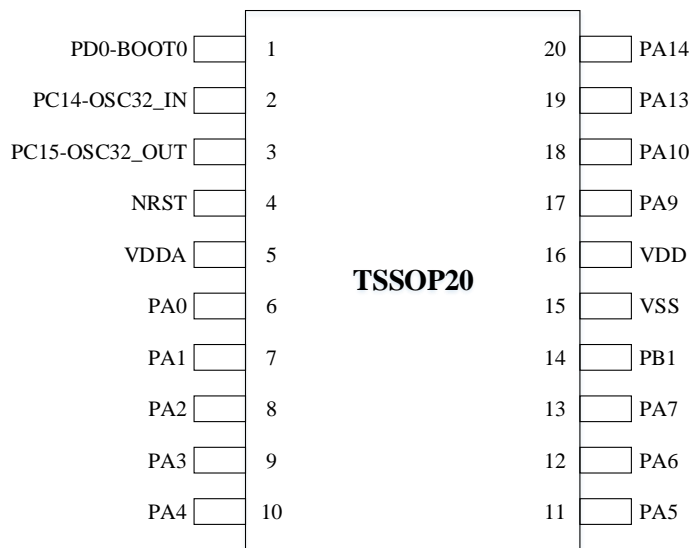 PD0-BOOT0 1 20 PA14
PC14-OSC32_IN 2 19 PA13
PC15-OSC32_OUT 3 18 PA10
NRST 4 17 PA9
VDDA 5 16 VDD
TSSOP20
PA0 6 15 VSS
PA1 7 14 PB1
PA2 8 13 PA7
PA3 9 12 PA6
PA4 10 11 PA5